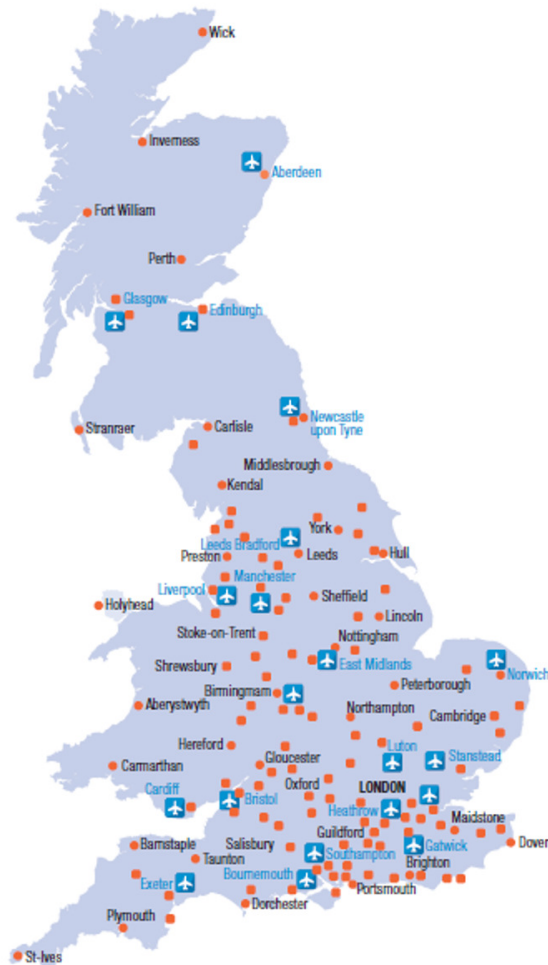 Wick
Inverness
Aberdeen
Fort William
Perth
Glasgow
Edinburgh
Newcastle
upon Tyne
Stranraer
Carlisle
Middlesbrough
Kendal
York
Leeds Bradford
Hull
Preston
Leeds
Manchester
Liverpool
Sheffield
Holyhead
Lincoln
Stoke-on-Trent
Nottingham
Shrewsbury
East Midlands
Norwich
Peterborough
Birmingmam
Aberystwyth
Northampton
Cambridge
Hereford
Luton
Gloucester
Stanstead
Carmarthan
Oxford
LONDON
Cardiff
Bristol
Heathrow
Maidstone
Guildford
Barnstaple
Salisbury
Gatwick
Dover
Taunton
Southampton
Brighton
Exeter
Bournemouth
Portsmouth
Dorchester
Plymouth
St-Ives